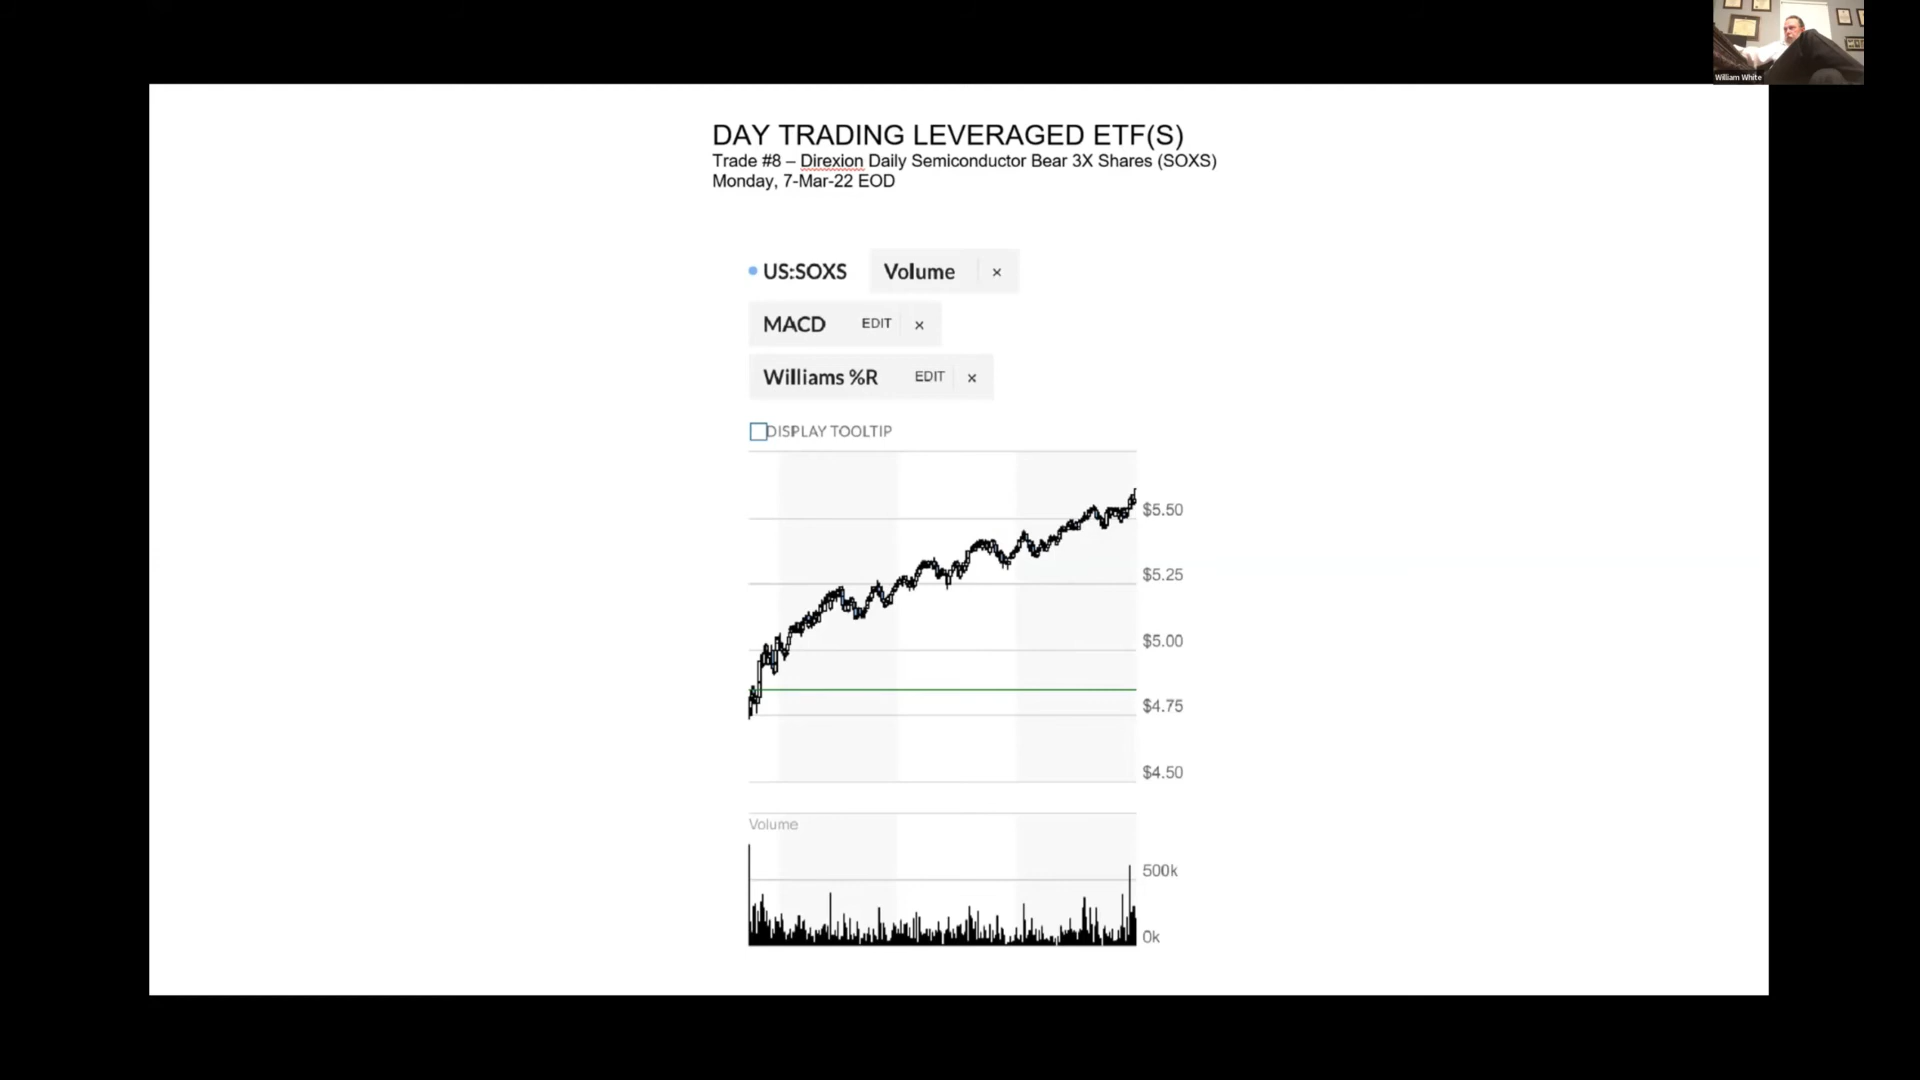 William White
DAY TRADING LEVERAGED ETF(S)
Trade #8 – Direxion Daily Semiconductor Bear 3X Shares (SOXS)
Monday, 7-Mar-22 EOD
US:SOXS Volume ×
MACD EDIT ×
Williams %R EDIT ×
DISPLAY TOOLTIP
$5.50
$5.25
$5.00
$4.75
$4.50
Volume
500k
0k